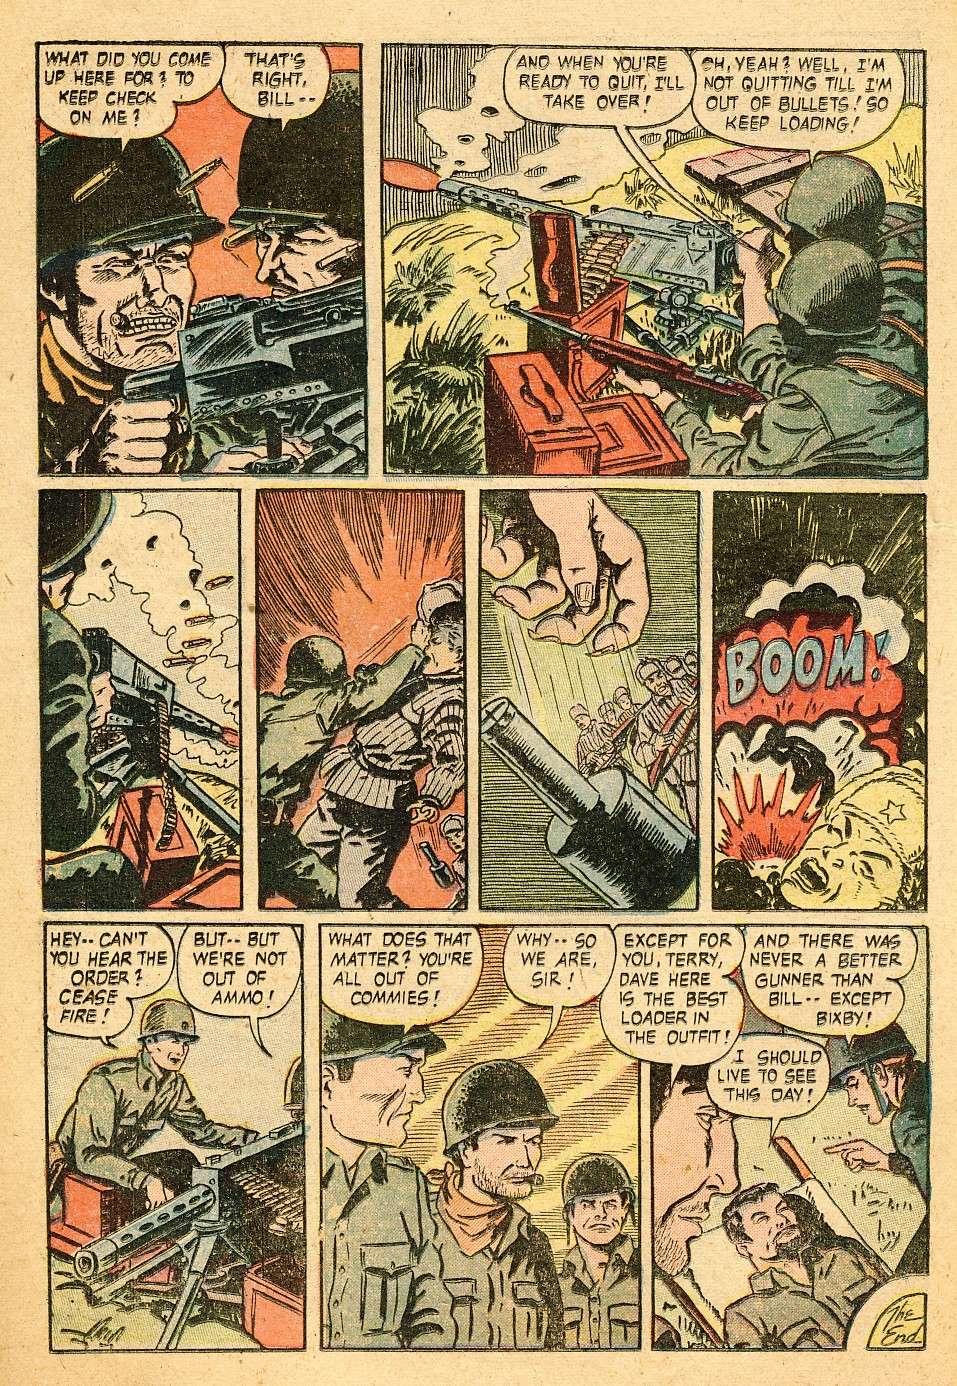 WHAT DID YOU COME
UP HERE FOR? TO
KEEP CHECK
ON ME?
THAT'S
RIGHT,
BILL--
AND WHEN YOU'RE
READY TO QUIT, I'LL
TAKE OVER!
OH, YEAH? WELL, I'M
NOT QUITTING TILL I'M
OUT OF BULLETS! SO
KEEP LOADING!
BOOM!
HEY-- CAN'T
YOU HEAR THE
ORDER?
CEASE
FIRE!
BUT-- BUT
WE'RE NOT
OUT OF
AMMO!
WHAT DOES THAT
MATTER? YOU'RE
ALL OUT OF
COMMIES!
WHY-- SO
WE ARE,
SIR!
EXCEPT FOR
YOU, TERRY,
DAVE HERE
IS THE BEST
LOADER IN
THE OUTFIT!
AND THERE WAS
NEVER A BETTER
GUNNER THAN
BILL-- EXCEPT
BIXBY!
I SHOULD
LIVE TO SEE
THIS DAY!
The
End